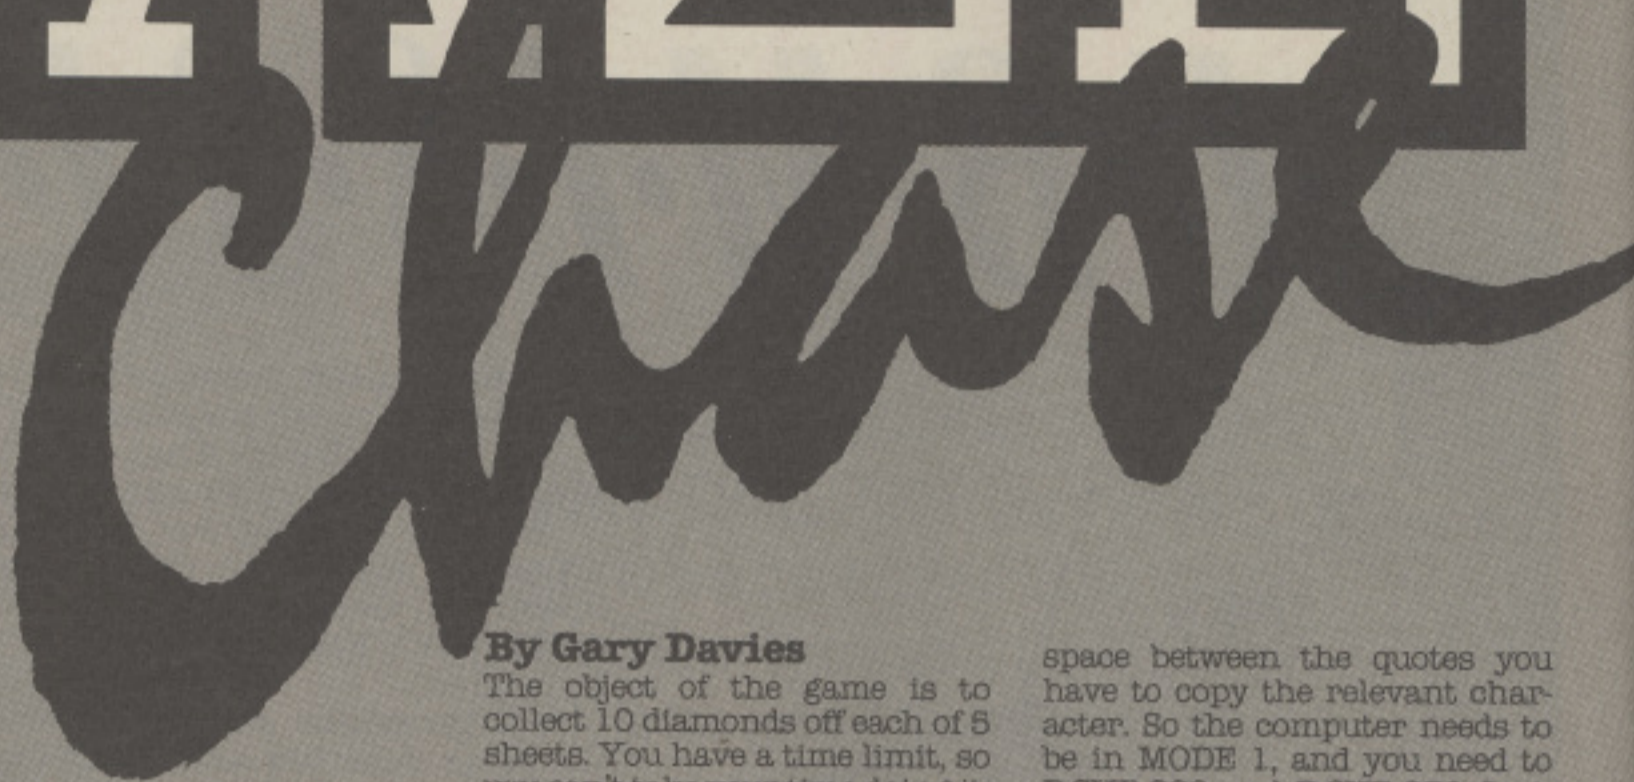 Chase
By Gary Davies
The object of the game is to
collect 10 diamonds off each of 5
sheets. You have a time limit, so
space between the quotes you
have to copy the relevant char-
acter. So the computer needs to
be in MODE 1, and you need to